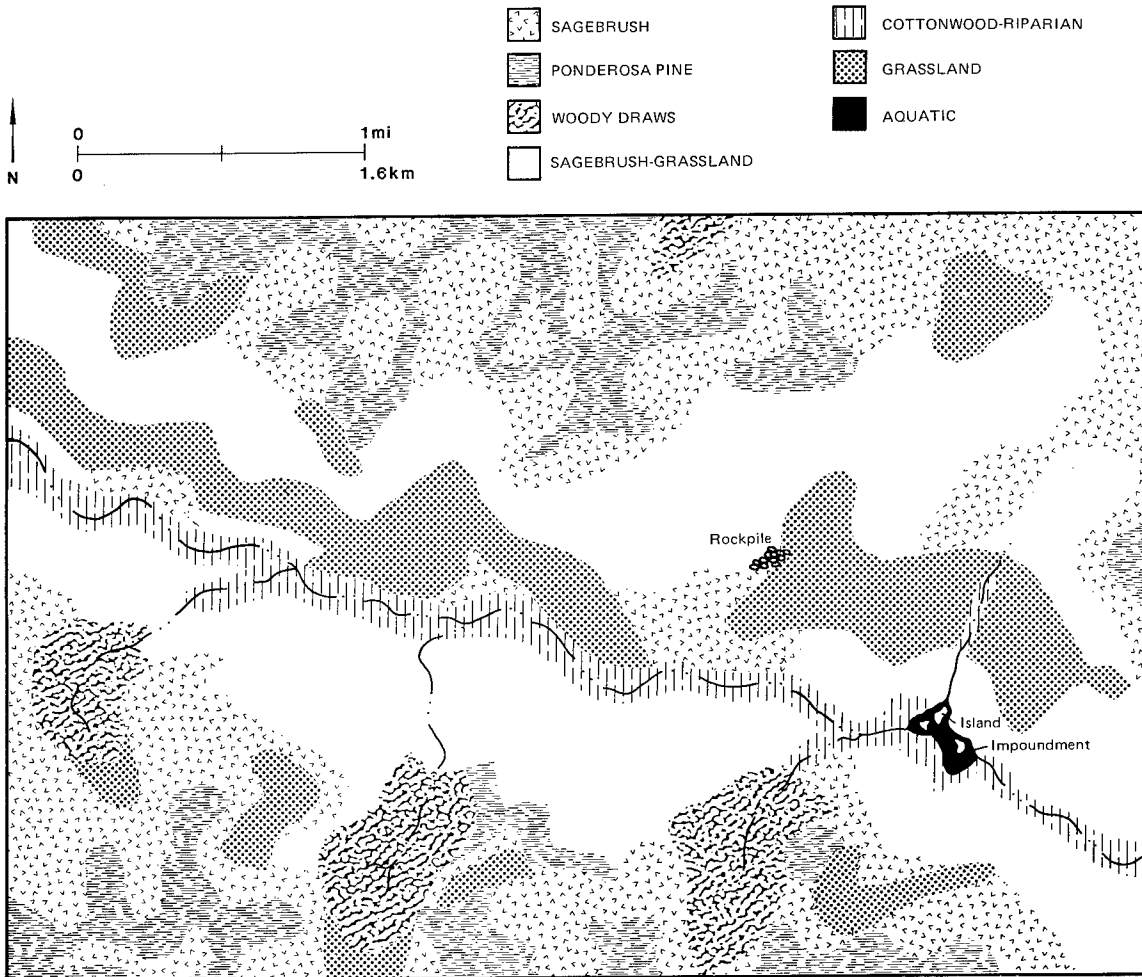 SAGEBRUSH
PONDEROSA PINE
WOODY DRAWS
SAGEBRUSH-GRASSLAND
COTTONWOOD-RIPARIAN
GRASSLAND
AQUATIC
0 1mi
0 1.6km
N
Rockpile
Island
Impoundment